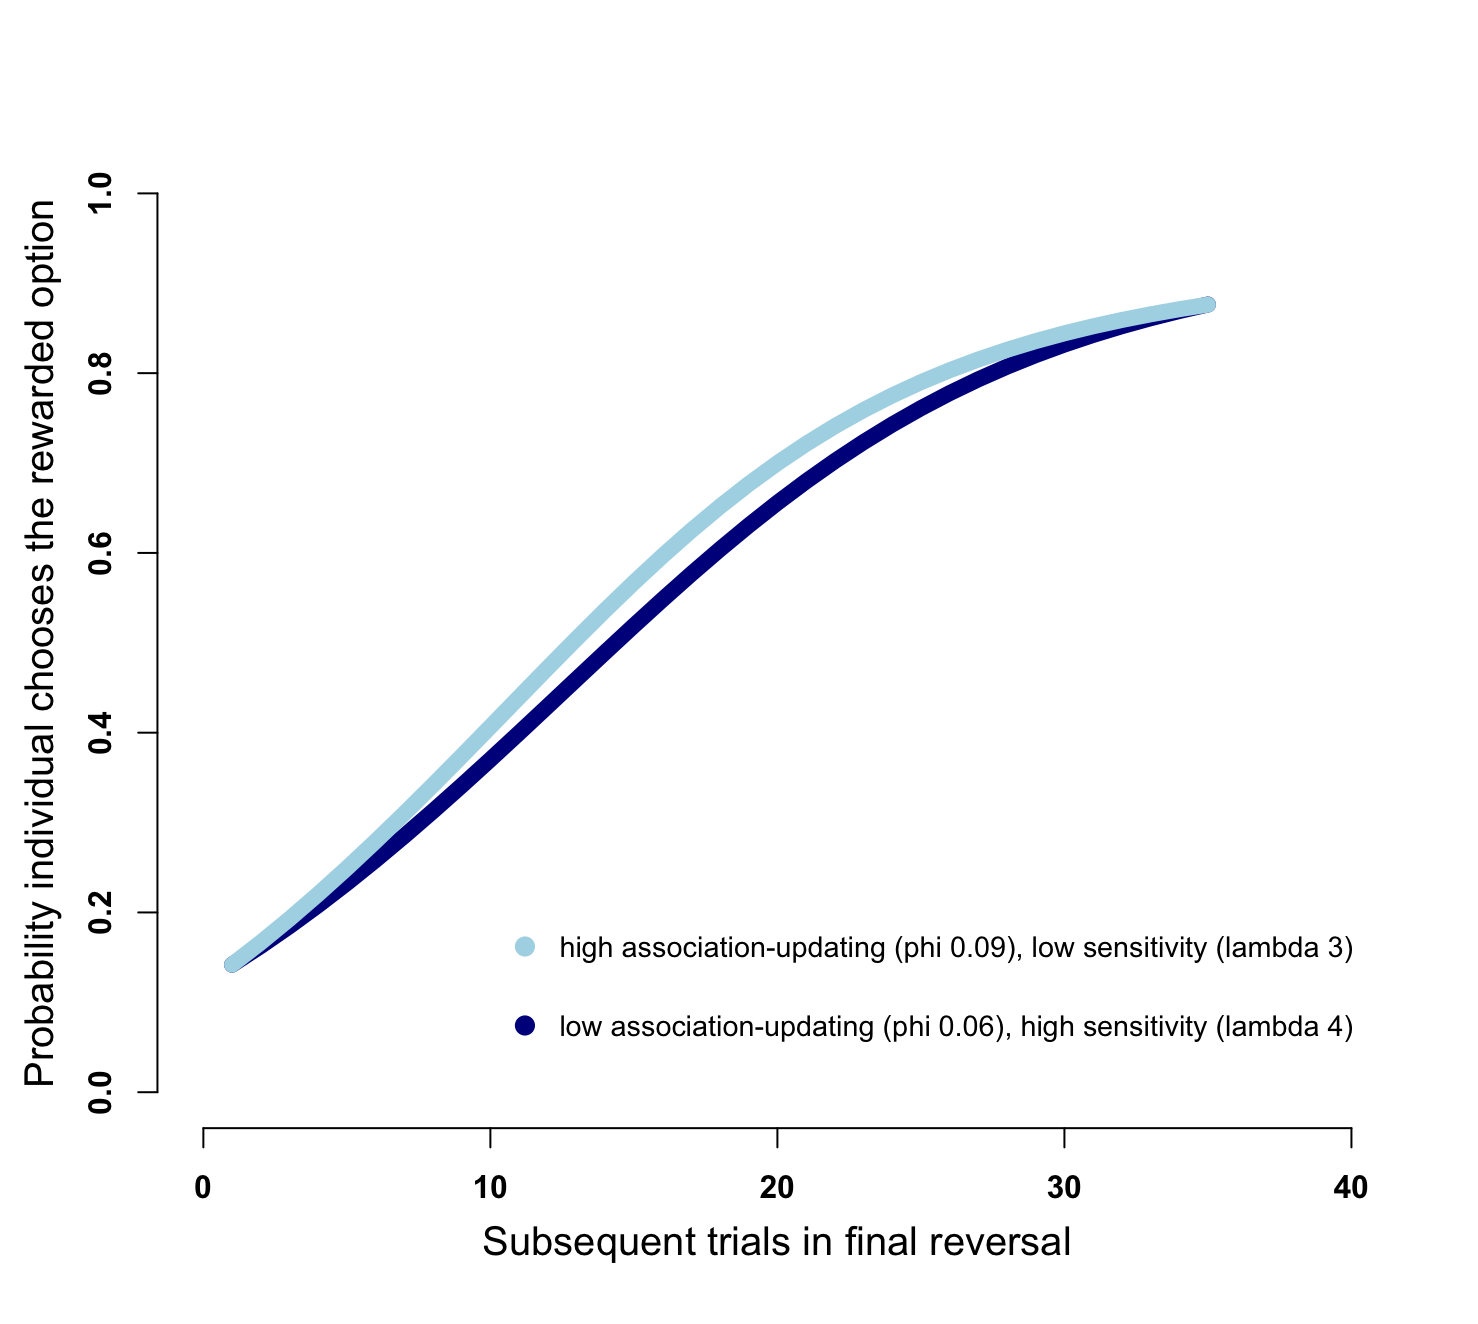 Probability individual chooses the rewarded option
1.0
0.8
0.6
0.4
0.2
0.0
high association-updating (phi 0.09), low sensitivity (lambda 3)
low association-updating (phi 0.06), high sensitivity (lambda 4)
0 10 20 30 40
Subsequent trials in final reversal